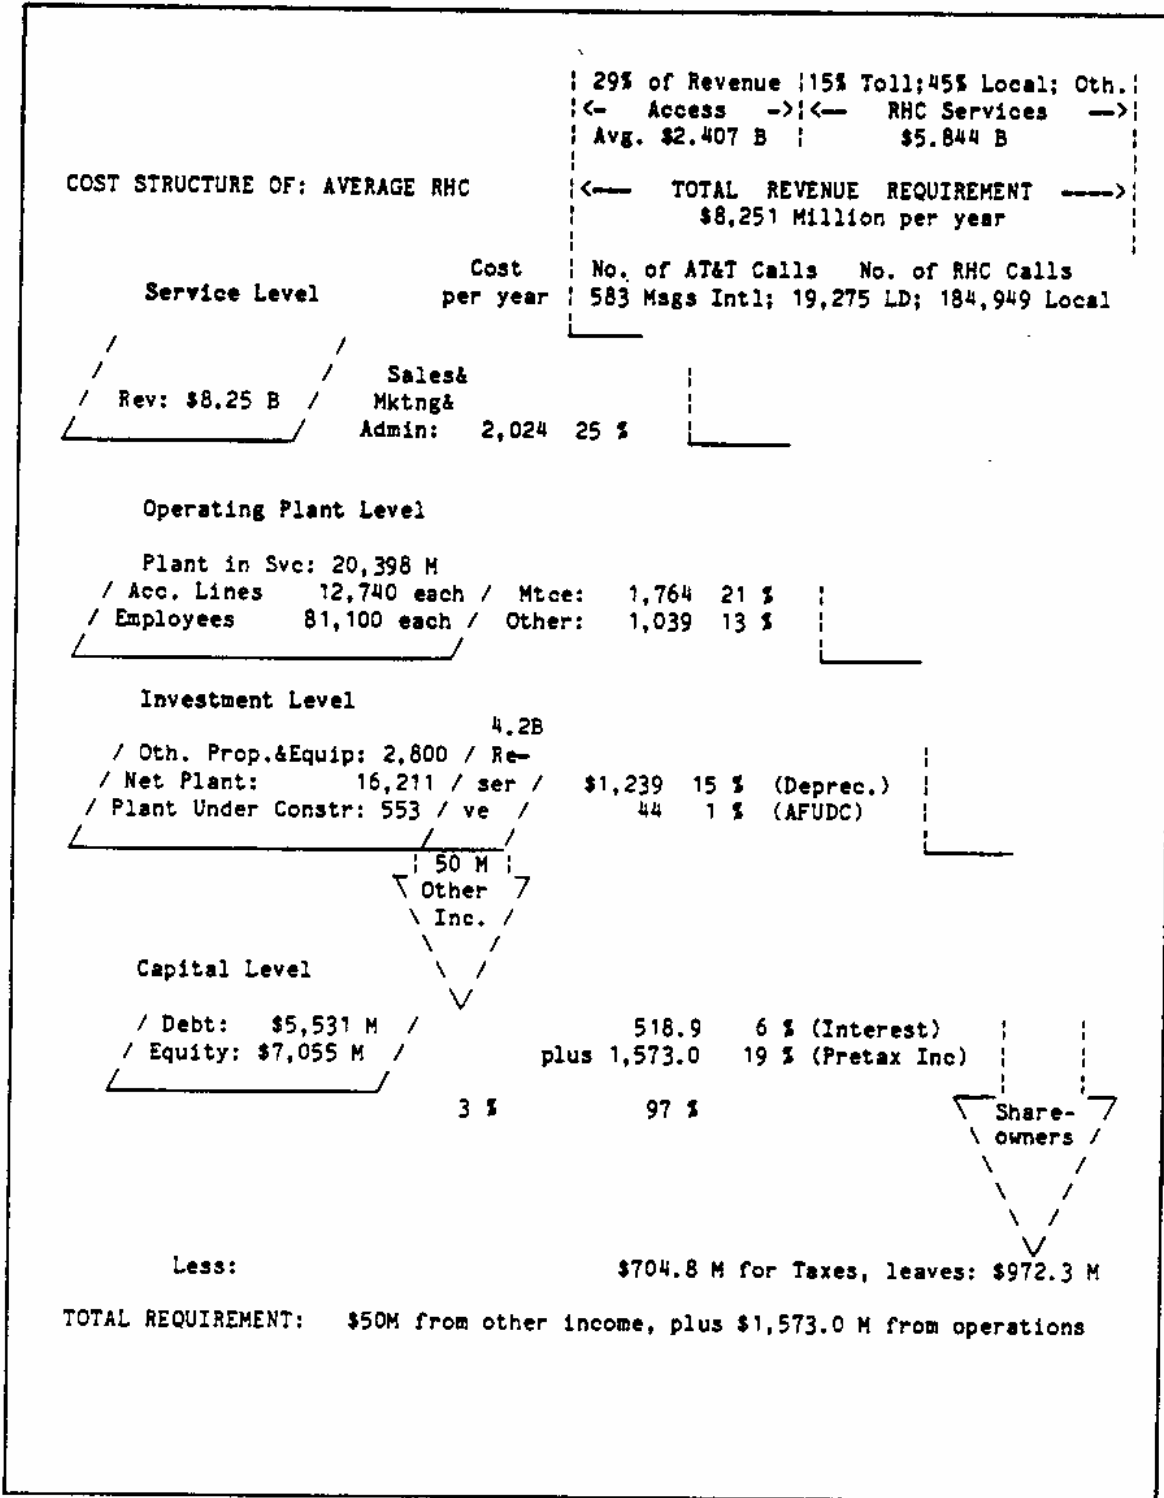 29% of Revenue |15% Toll;45% Local; Oth.
<- Access ->|<— RHC Services —>
Avg. $2.407 B | $5.844 B
COST STRUCTURE OF: AVERAGE RHC
<—— TOTAL REVENUE REQUIREMENT ——>
$8,251 Million per year
Cost No. of AT&T Calls No. of RHC Calls
Service Level per year 583 Msgs Intl; 19,275 LD; 184,949 Local
Sales&
/ Rev: $8.25 B / Mktng&
Admin: 2,024 25 %
Operating Plant Level
Plant in Svc: 20,398 M
/ Acc. Lines 12,740 each / Mtce: 1,764 21 %
/ Employees 81,100 each / Other: 1,039 13 %
Investment Level
4.2B
/ Oth. Prop.&Equip: 2,800 / Re-
/ Net Plant: 16,211 / ser / $1,239 15 % (Deprec.)
/ Plant Under Constr: 553 / ve / 44 1 % (AFUDC)
50 M
Other
Inc.
Capital Level
/ Debt: $5,531 M / 518.9 6 % (Interest)
/ Equity: $7,055 M / plus 1,573.0 19 % (Pretax Inc)
3 % 97 % Share-
owners
Less: $704.8 M for Taxes, leaves: $972.3 M
TOTAL REQUIREMENT: $50M from other income, plus $1,573.0 M from operations